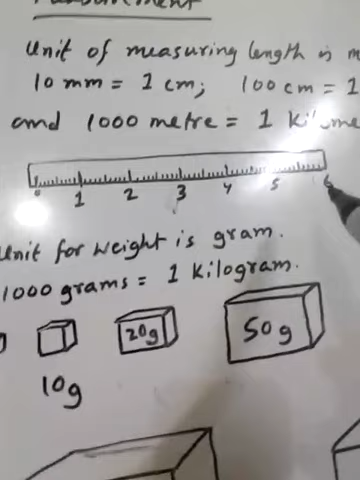 Unit of measuring length is
10 mm = 1 cm; 100 cm = 1
and 1000 metre = 1
0 1 2 3 4 5 6
Unit for weight is gram.
1000 grams = 1 kilogram.
20g 50g
10g